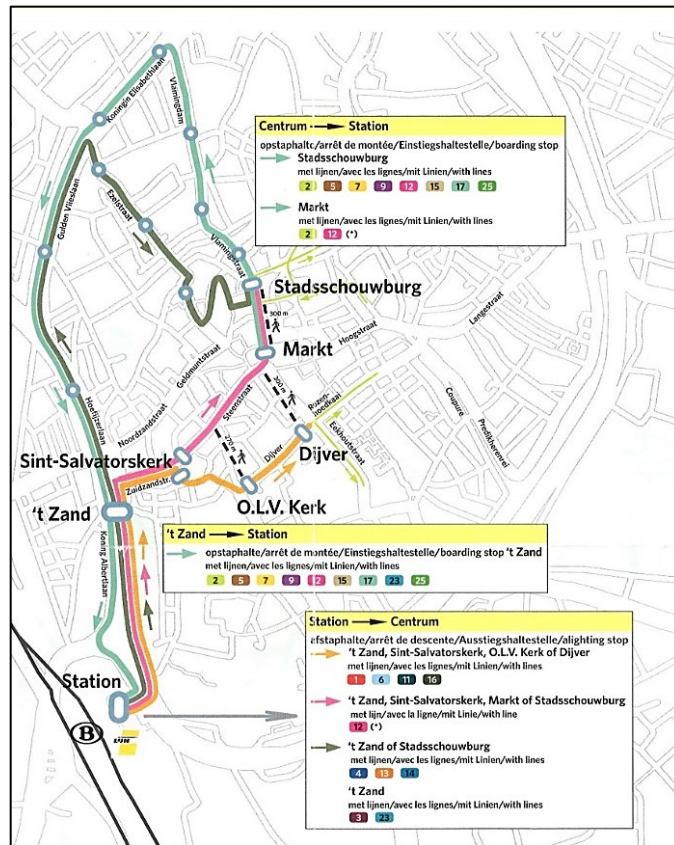 Koningin Elisabethlaan
Vlamingdam
Gulden Vlieslaan
Ezelstraat
Vlamingstraat
Centrum Station
opstaphalte/arrêt de montée/Einstiegshaltestelle/boarding stop
Stadsschouwburg
met lijnen/avec les lignes/mit Linien/with lines
2 5 7 9 12 15 17 25
Markt
met lijnen/avec les lignes/mit Linien/with lines
2 12 (*)
Stadsschouwburg
300 m
Markt
Hoogstraat
Langestraat
Geldmuntstraat
Noordzandstraat
Steenstraat
300 m
Coupure
Predikherenrei
Eekhoutstraat
Hoefijzerlaan
270 m
Dijver
Dijver
Sint-Salvatorskerk
Zuidzandstr.
O.L.V. Kerk
't Zand
Koning Albertlaan
't Zand Station
opstaphalte/arrêt de montée/Einstiegshaltestelle/boarding stop 't Zand
met lijnen/avec les lignes/mit Linien/with lines
2 5 7 9 12 15 17 23 25
Station
B
Station Centrum
afstaphalte/arrêt de descente/Ausstiegshaltestelle/alighting stop
't Zand, Sint-Salvatorskerk, O.L.V. Kerk of Dijver
met lijnen/avec les lignes/mit Linien/with lines
1 6 11 16
't Zand, Sint-Salvatorskerk, Markt of Stadsschouwburg
met lijn/avec la ligne/mit Linie/with line
12 (*)
't Zand of Stadsschouwburg
met lijnen/avec les lignes/mit Linien/with lines
4 13 14
't Zand
met lijnen/avec les lignes/mit Linien/with lines
3 23